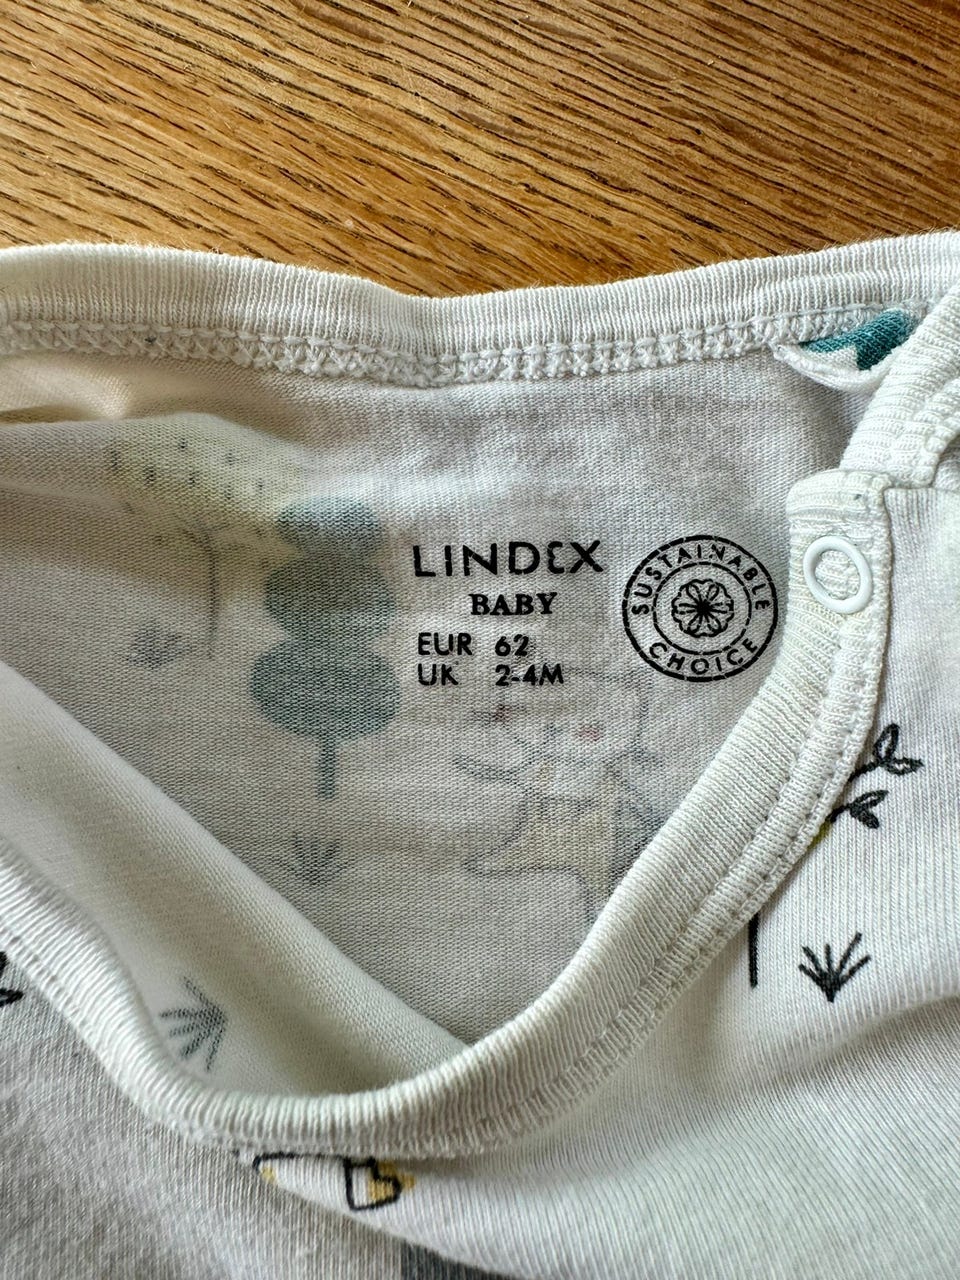 LINDEX
BABY
EUR 62
UK 2-4M
SUSTAINABLE
CHOICE